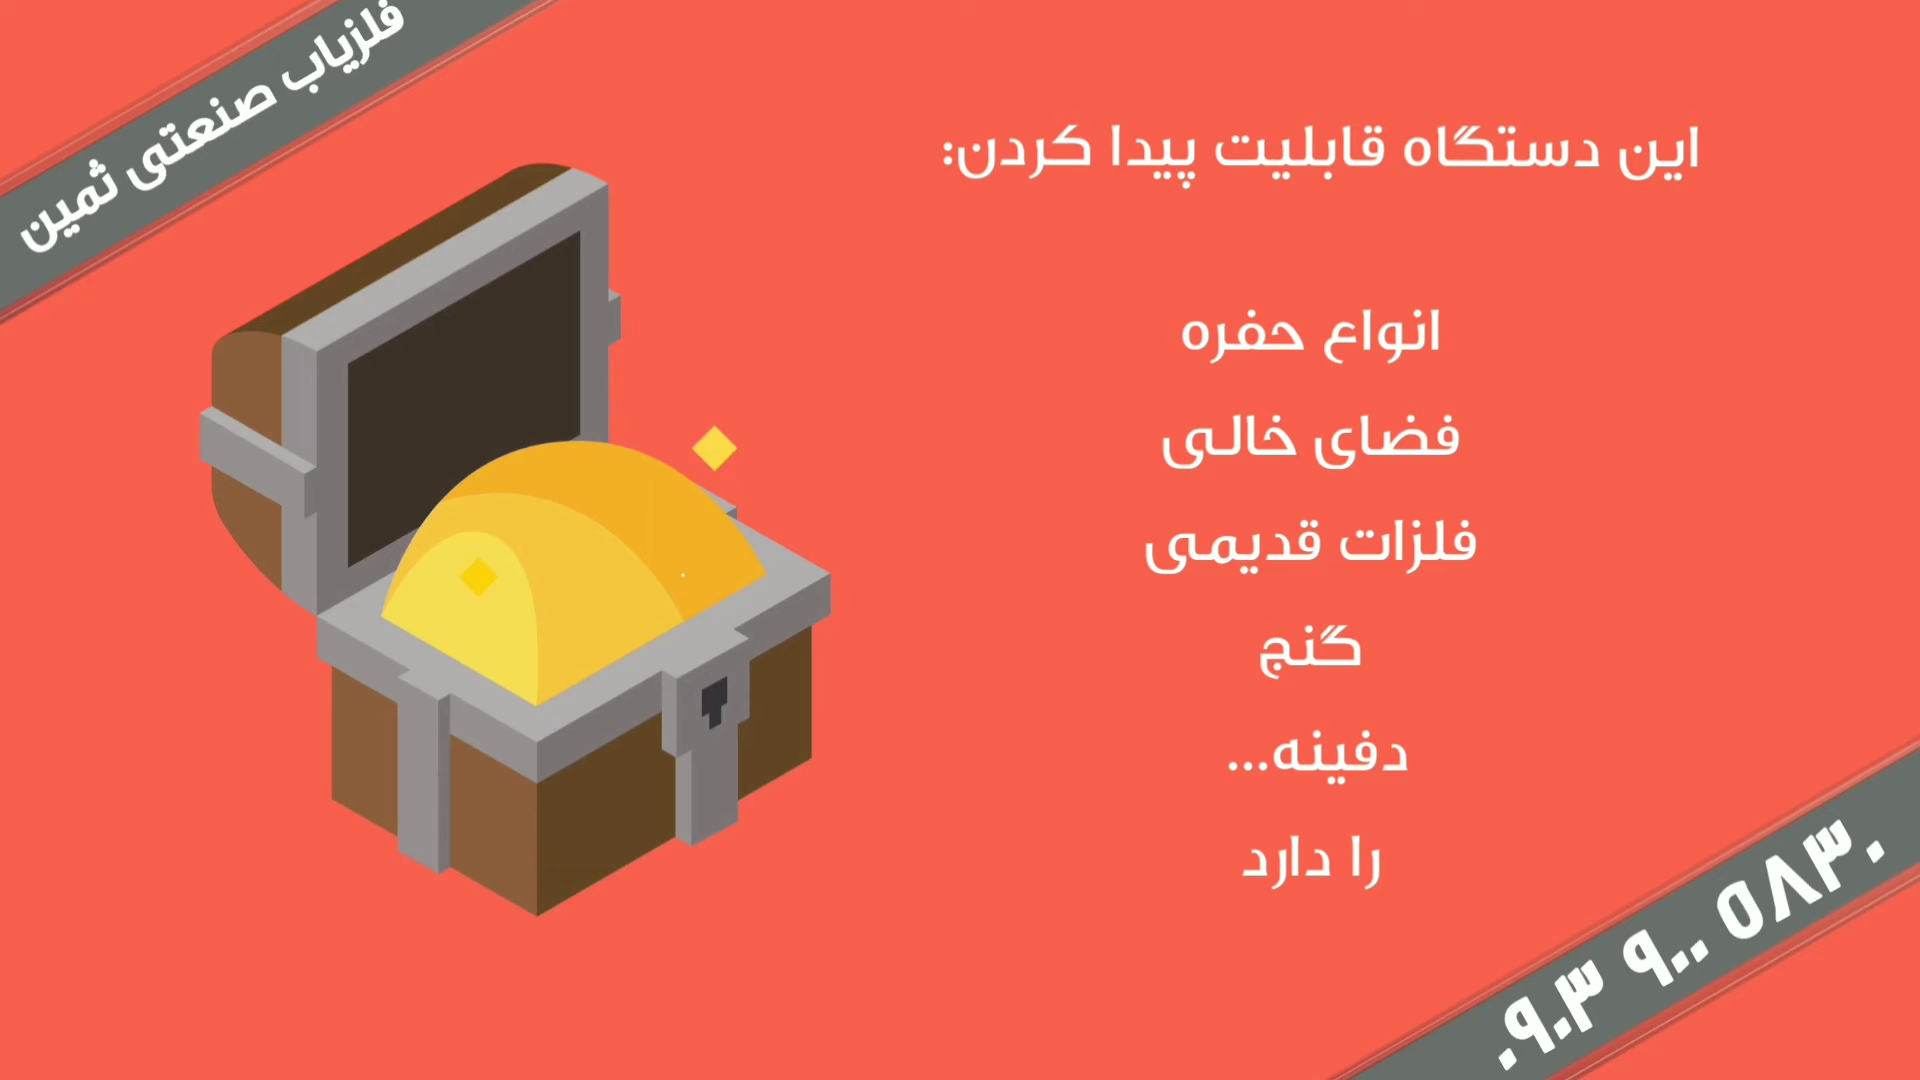 فلزیاب صنعتی ثمین
این دستگاه قابلیت پیدا کردن:
انواع حفره
فضای خالی
فلزات قدیمی
گنج
دفینه...
را دارد
۰۹۰۳ ۹۰۰ ۵۸۳۰